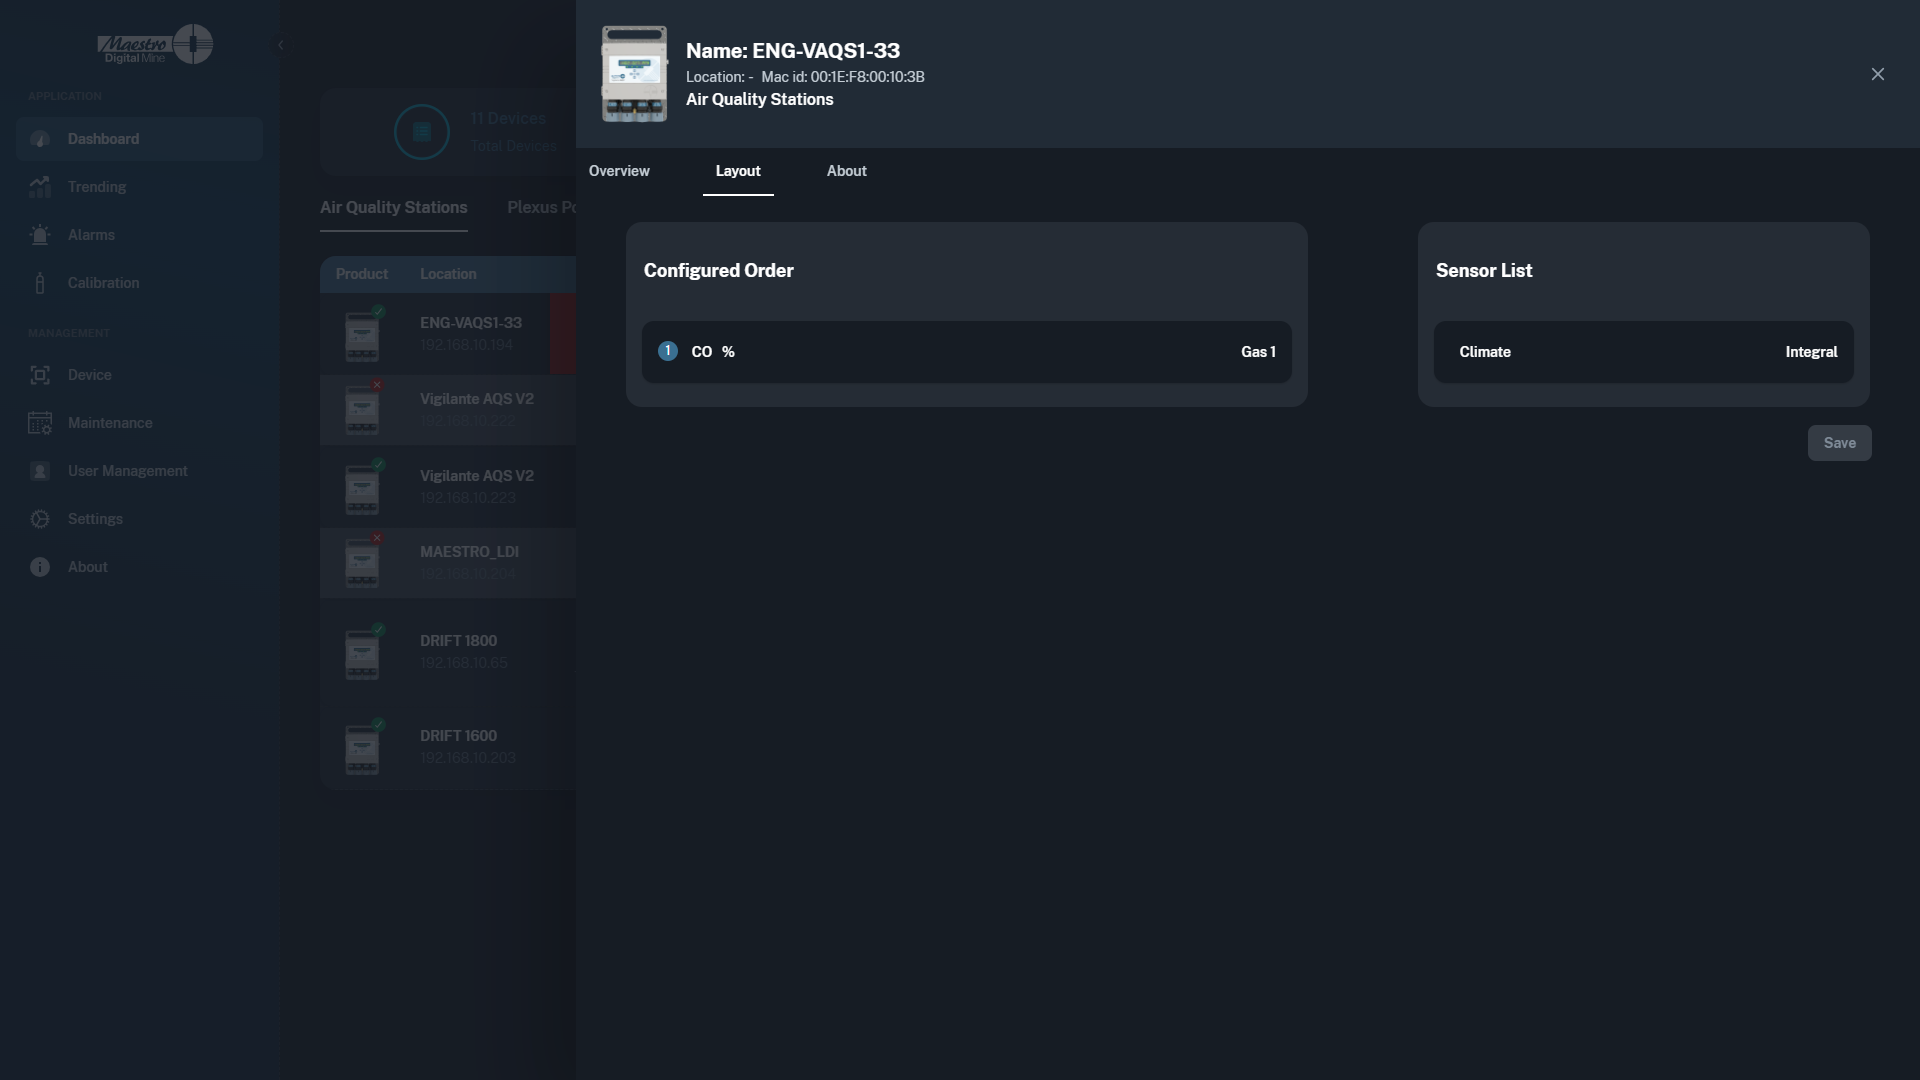 Maestro
Digital Mine
APPLICATION
Dashboard
Trending
Alarms
Calibration
MANAGEMENT
Device
Maintenance
User Management
Settings
About
11 Devices
Total Devices
Air Quality Stations
Plexus Po
Product
Location
ENG-VAQS1-33
192.168.10.194
Vigilante AQS V2
192.168.10.222
Vigilante AQS V2
192.168.10.223
MAESTRO_LDI
192.168.10.204
DRIFT 1800
192.168.10.65
DRIFT 1600
192.168.10.203
Name: ENG-VAQS1-33
Location: - Mac id: 00:1E:F8:00:10:3B
Air Quality Stations
Overview
Layout
About
Configured Order
1 CO % Gas 1
Sensor List
Climate Integral
Save